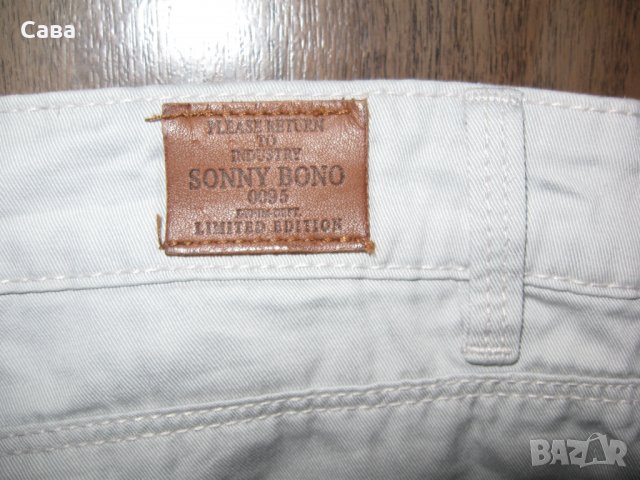 Сава
PLEASE RETURN
TO
INDUSTRY
SONNY BONO
0095
LIMITED EDITION
BAZAR